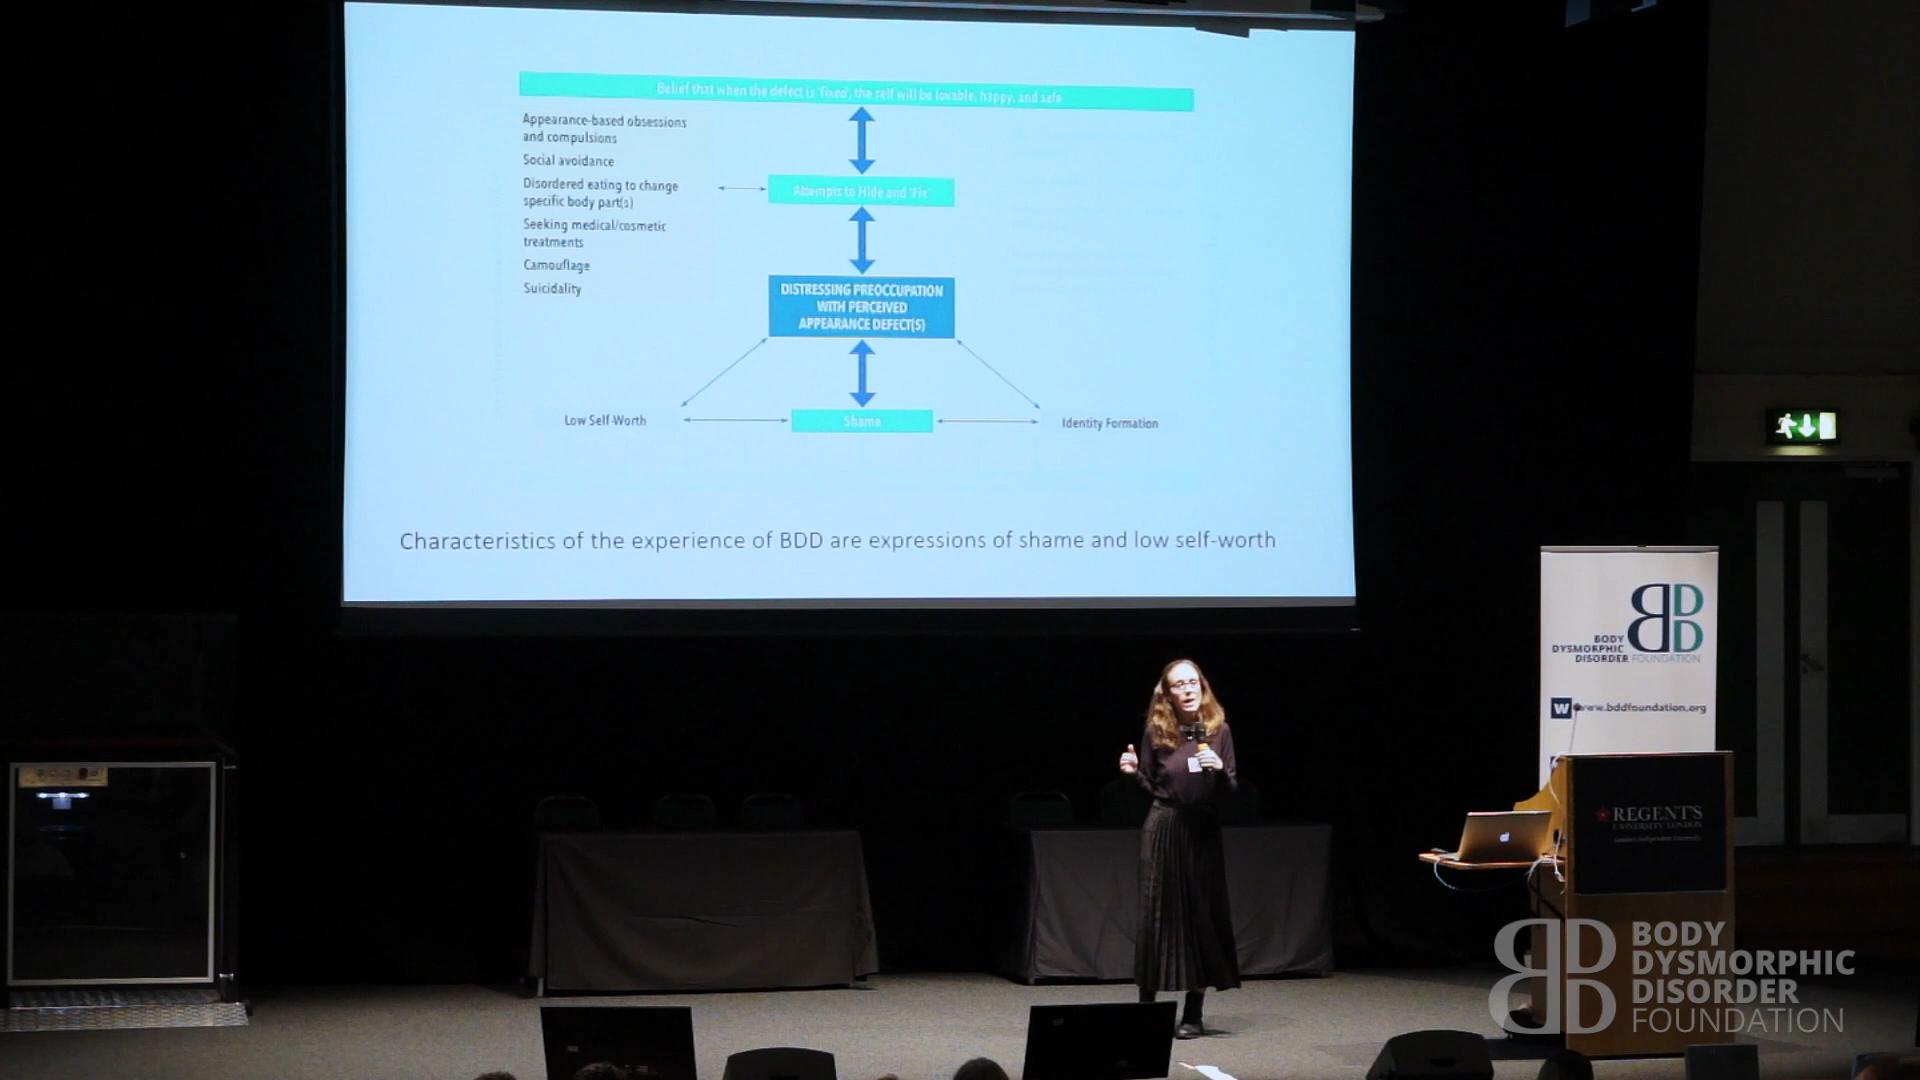 Belief that when the defect is 'fixed', the self will be lovable, happy, and safe
Appearance-based obsessions
and compulsions
Social avoidance
Disordered eating to change
specific body part(s)
Seeking medical/cosmetic
treatments
Camouflage
Suicidality
Attempts to Hide and 'Fix'
DISTRESSING PREOCCUPATION
WITH PERCEIVED
APPEARANCE DEFECT(S)
Low Self-Worth
Shame
Identity Formation
Characteristics of the experience of BDD are expressions of shame and low self-worth
BDD
BODY
DYSMORPHIC
DISORDER FOUNDATION
W www.bddfoundation.org
REGENT'S
UNIVERSITY LONDON
BDD
BODY
DYSMORPHIC
DISORDER
FOUNDATION